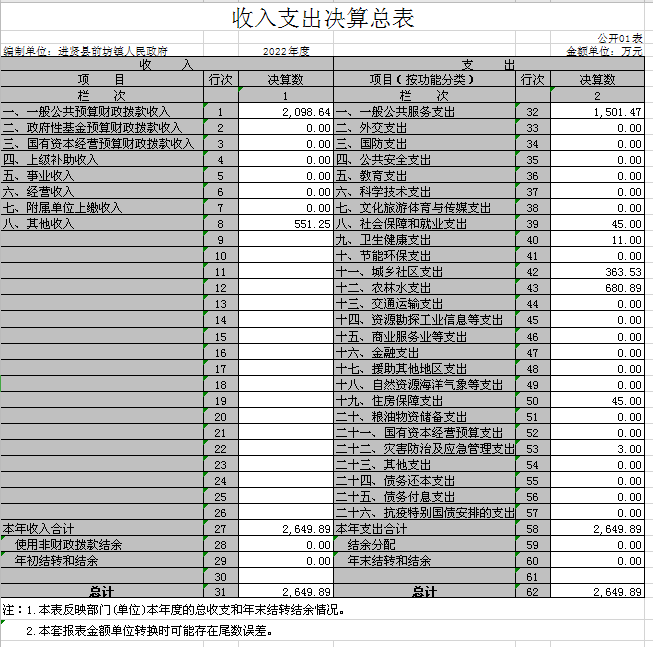 收入支出决算总表
公开01表
编制单位：进贤县前坊镇人民政府 2022年度 金额单位：万元
收 入 支 出
项 目 行次 决算数 项目（按功能分类） 行次 决算数
栏 次 1 栏 次 2
一、一般公共预算财政拨款收入 1 2,098.64 一、一般公共服务支出 32 1,501.47
二、政府性基金预算财政拨款收入 2 0.00 二、外交支出 33 0.00
三、国有资本经营预算财政拨款收入 3 0.00 三、国防支出 34 0.00
四、上级补助收入 4 0.00 四、公共安全支出 35 0.00
五、事业收入 5 0.00 五、教育支出 36 0.00
六、经营收入 6 0.00 六、科学技术支出 37 0.00
七、附属单位上缴收入 7 0.00 七、文化旅游体育与传媒支出 38 0.00
八、其他收入 8 551.25 八、社会保障和就业支出 39 45.00
9 九、卫生健康支出 40 11.00
10 十、节能环保支出 41 0.00
11 十一、城乡社区支出 42 363.53
12 十二、农林水支出 43 680.89
13 十三、交通运输支出 44 0.00
14 十四、资源勘探工业信息等支出 45 0.00
15 十五、商业服务业等支出 46 0.00
16 十六、金融支出 47 0.00
17 十七、援助其他地区支出 48 0.00
18 十八、自然资源海洋气象等支出 49 0.00
19 十九、住房保障支出 50 45.00
20 二十、粮油物资储备支出 51 0.00
21 二十一、国有资本经营预算支出 52 0.00
22 二十二、灾害防治及应急管理支出 53 3.00
23 二十三、其他支出 54 0.00
24 二十四、债务还本支出 55 0.00
25 二十五、债务付息支出 56 0.00
26 二十六、抗疫特别国债安排的支出 57 0.00
本年收入合计 27 2,649.89 本年支出合计 58 2,649.89
使用非财政拨款结余 28 0.00 结余分配 59 0.00
年初结转和结余 29 0.00 年末结转和结余 60 0.00
30 61
总计 31 2,649.89 总计 62 2,649.89
注：1.本表反映部门(单位)本年度的总收支和年末结转结余情况。
2.本套报表金额单位转换时可能存在尾数误差。